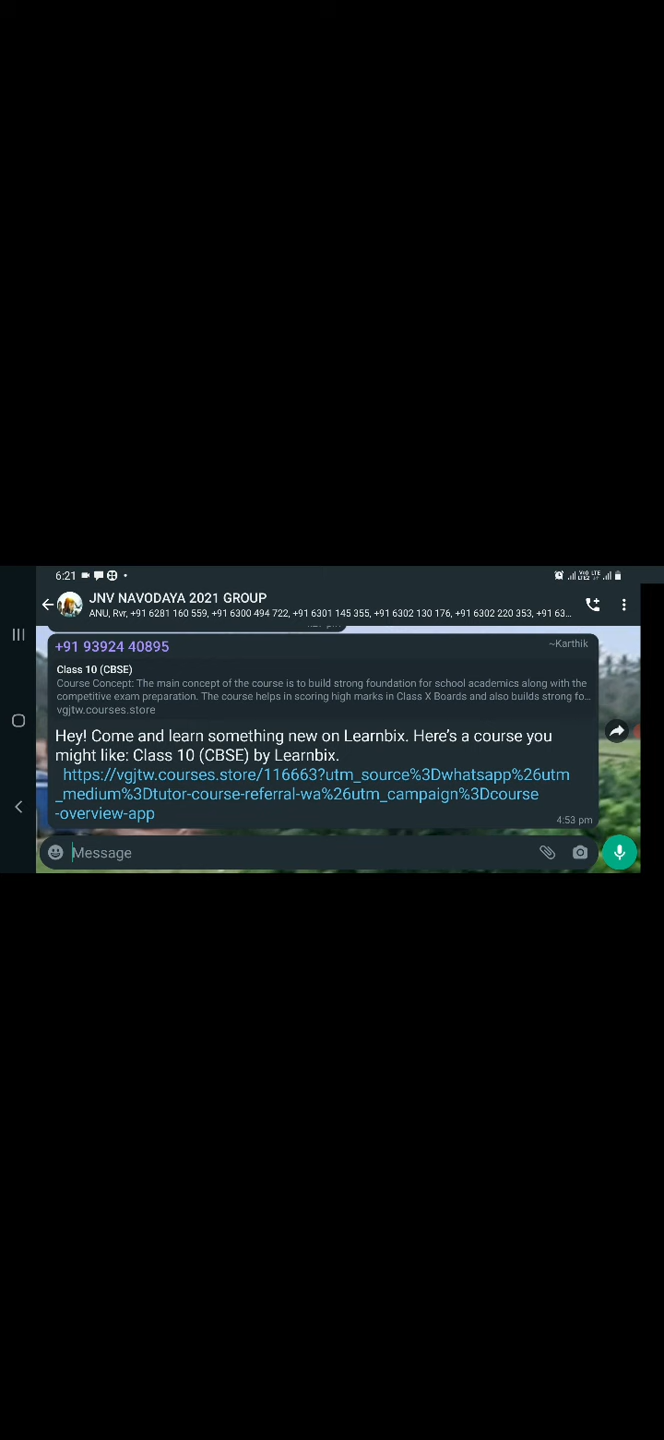 6:21
JNV NAVODAYA 2021 GROUP
ANU, Rvr, +91 6281 160 559, +91 6300 494 722, +91 6301 145 355, +91 6302 130 176, +91 6302 220 353, +91 63...
+91 93924 40895
~Karthik
Class 10 (CBSE)
Course Concept: The main concept of the course is to build strong foundation for school academics along with the
competitive exam preparation. The course helps in scoring high marks in Class X Boards and also builds strong fo...
vgjtw.courses.store
Hey! Come and learn something new on Learnbix. Here's a course you
might like: Class 10 (CBSE) by Learnbix.
https://vgjtw.courses.store/116663?utm_source%3Dwhatsapp%26utm
_medium%3Dtutor-course-referral-wa%26utm_campaign%3Dcourse
-overview-app
4:53 pm
Message